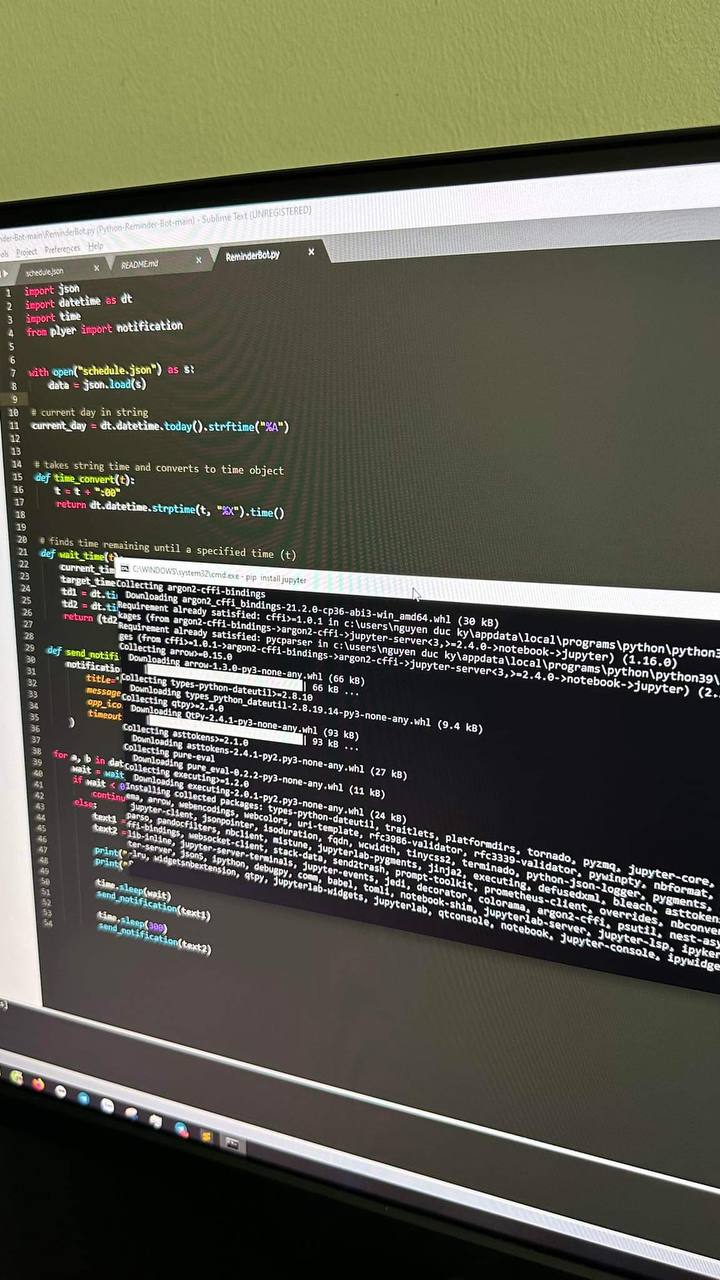 nder-Bot-main\ReminderBot.py (Python-Reminder-Bot-main) - Sublime Text (UNREGISTERED)
ols Project Preferences Help
schedule.json × README.md × ReminderBot.py ×
1 import json
2 import datetime as dt
3 import time
4 from plyer import notification
5
6
7 with open("schedule.json") as s:
8 data = json.load(s)
9
10 # current day in string
11 current_day = dt.datetime.today().strftime("%A")
12
13
14 # takes string time and converts to time object
15 def time_convert(t):
16 t = t + ":00"
17 return dt.datetime.strptime(t, "%X").time()
18
19
20 # finds time remaining until a specified time (t)
21 def wait_time(t
22 current_tim
23 target_time
24 td1 = dt.ti
25 td2 = dt.ti
26 return (td2
27
28
29 def send_notifi
30 notificatio
31 title=
32 message
33 app_ico
34 timeout
35 )
36
37
38 for a, b in dat
39 wait = wait
40 if wait < 0
41 continu
42 else:
43
44 text1
45 text2
46
47 print(
48 print(
49
50
51 time.sleep(wait)
52 send_notification(text1)
53 time.sleep(300)
54 send_notification(text2)
C:\WINDOWS\system32\cmd.exe - pip install jupyter
Collecting argon2-cffi-bindings
Downloading argon2_cffi_bindings-21.2.0-cp36-abi3-win_amd64.whl (30 kB)
Requirement already satisfied: cffi>=1.0.1 in c:\users\nguyen duc ky\appdata\local\programs\python\python3
kages (from argon2-cffi-bindings->argon2-cffi->jupyter-server<3,>=2.4.0->notebook->jupyter) (1.16.0)
Requirement already satisfied: pycparser in c:\users\nguyen duc ky\appdata\local\programs\python\python39\
ges (from cffi>=1.0.1->argon2-cffi-bindings->argon2-cffi->jupyter-server<3,>=2.4.0->notebook->jupyter) (2.
Collecting arrow>=0.15.0
Downloading arrow-1.3.0-py3-none-any.whl (66 kB)
| 66 kB ...
Collecting types-python-dateutil>=2.8.10
Downloading types_python_dateutil-2.8.19.14-py3-none-any.whl (9.4 kB)
Collecting qtpy>=2.4.0
Downloading QtPy-2.4.1-py3-none-any.whl (93 kB)
| 93 kB ...
Collecting asttokens>=2.1.0
Downloading asttokens-2.4.1-py2.py3-none-any.whl (27 kB)
Collecting pure-eval
Downloading pure_eval-0.2.2-py3-none-any.whl (11 kB)
Collecting executing>=1.2.0
Downloading executing-2.0.1-py2.py3-none-any.whl (24 kB)
Installing collected packages: types-python-dateutil, traitlets, platformdirs, tornado, pyzmq, jupyter-core,
ema, arrow, webencodings, webcolors, uri-template, rfc3986-validator, rfc3339-validator, pywinpty, nbformat,
jupyter-client, jsonpointer, isoduration, fqdn, wcwidth, tinycss2, terminado, python-json-logger, pygments,
parso, pandocfilters, nbclient, mistune, jupyterlab-pygments, jinja2, executing, defusedxml, bleach, asttoken
ffi-bindings, websocket-client, stack-data, send2trash, prompt-toolkit, prometheus-client, overrides, nbconver
lib-inline, jupyter-server-terminals, jupyter-events, jedi, decorator, colorama, argon2-cffi, psutil, nest-asy
ter-server, json5, ipython, debugpy, comm, babel, tomli, notebook-shim, jupyterlab-server, jupyter-lsp, ipyker
iru, widgetsnbextension, qtpy, jupyterlab-widgets, jupyterlab, qtconsole, notebook, jupyter-console, ipywidge